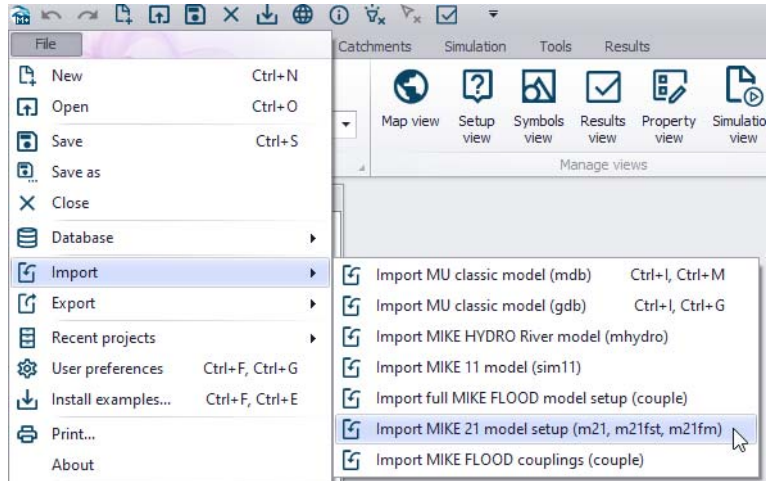 File
Catchments Simulation Tools Results
New Ctrl+N
Open Ctrl+O
Save Ctrl+S
Save as
Close
Database
Import
Export
Recent projects
User preferences Ctrl+F, Ctrl+G
Install examples... Ctrl+F, Ctrl+E
Print...
About
Map view Setup view Symbols view Results view Property view Simulatio view
Manage views
Import MU classic model (mdb) Ctrl+I, Ctrl+M
Import MU classic model (gdb) Ctrl+I, Ctrl+G
Import MIKE HYDRO River model (mhydro)
Import MIKE 11 model (sim11)
Import full MIKE FLOOD model setup (couple)
Import MIKE 21 model setup (m21, m21fst, m21fm)
Import MIKE FLOOD couplings (couple)